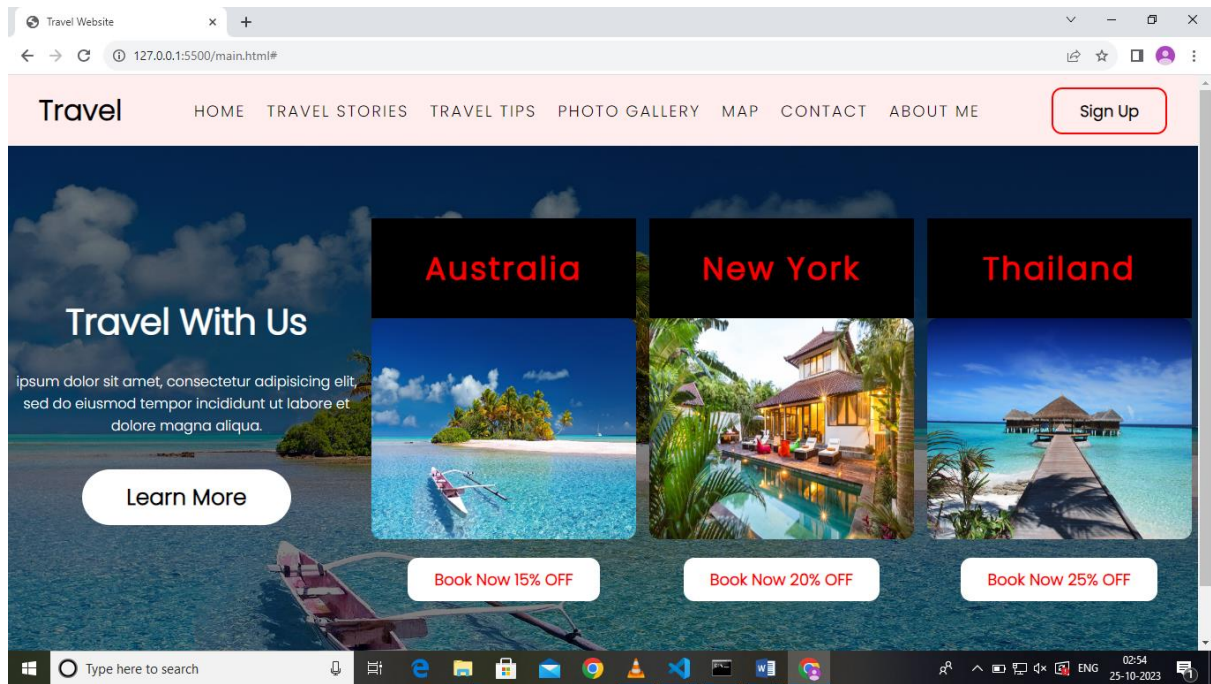 Travel Website
127.0.0.1:5500/main.html#
Travel
HOME TRAVEL STORIES TRAVEL TIPS PHOTO GALLERY MAP CONTACT ABOUT ME
Sign Up
Travel With Us
ipsum dolor sit amet, consectetur adipisicing elit,
sed do eiusmod tempor incididunt ut labore et
dolore magna aliqua.
Learn More
Australia
New York
Thailand
Book Now 15% OFF
Book Now 20% OFF
Book Now 25% OFF
Type here to search
ENG
02:54
25-10-2023